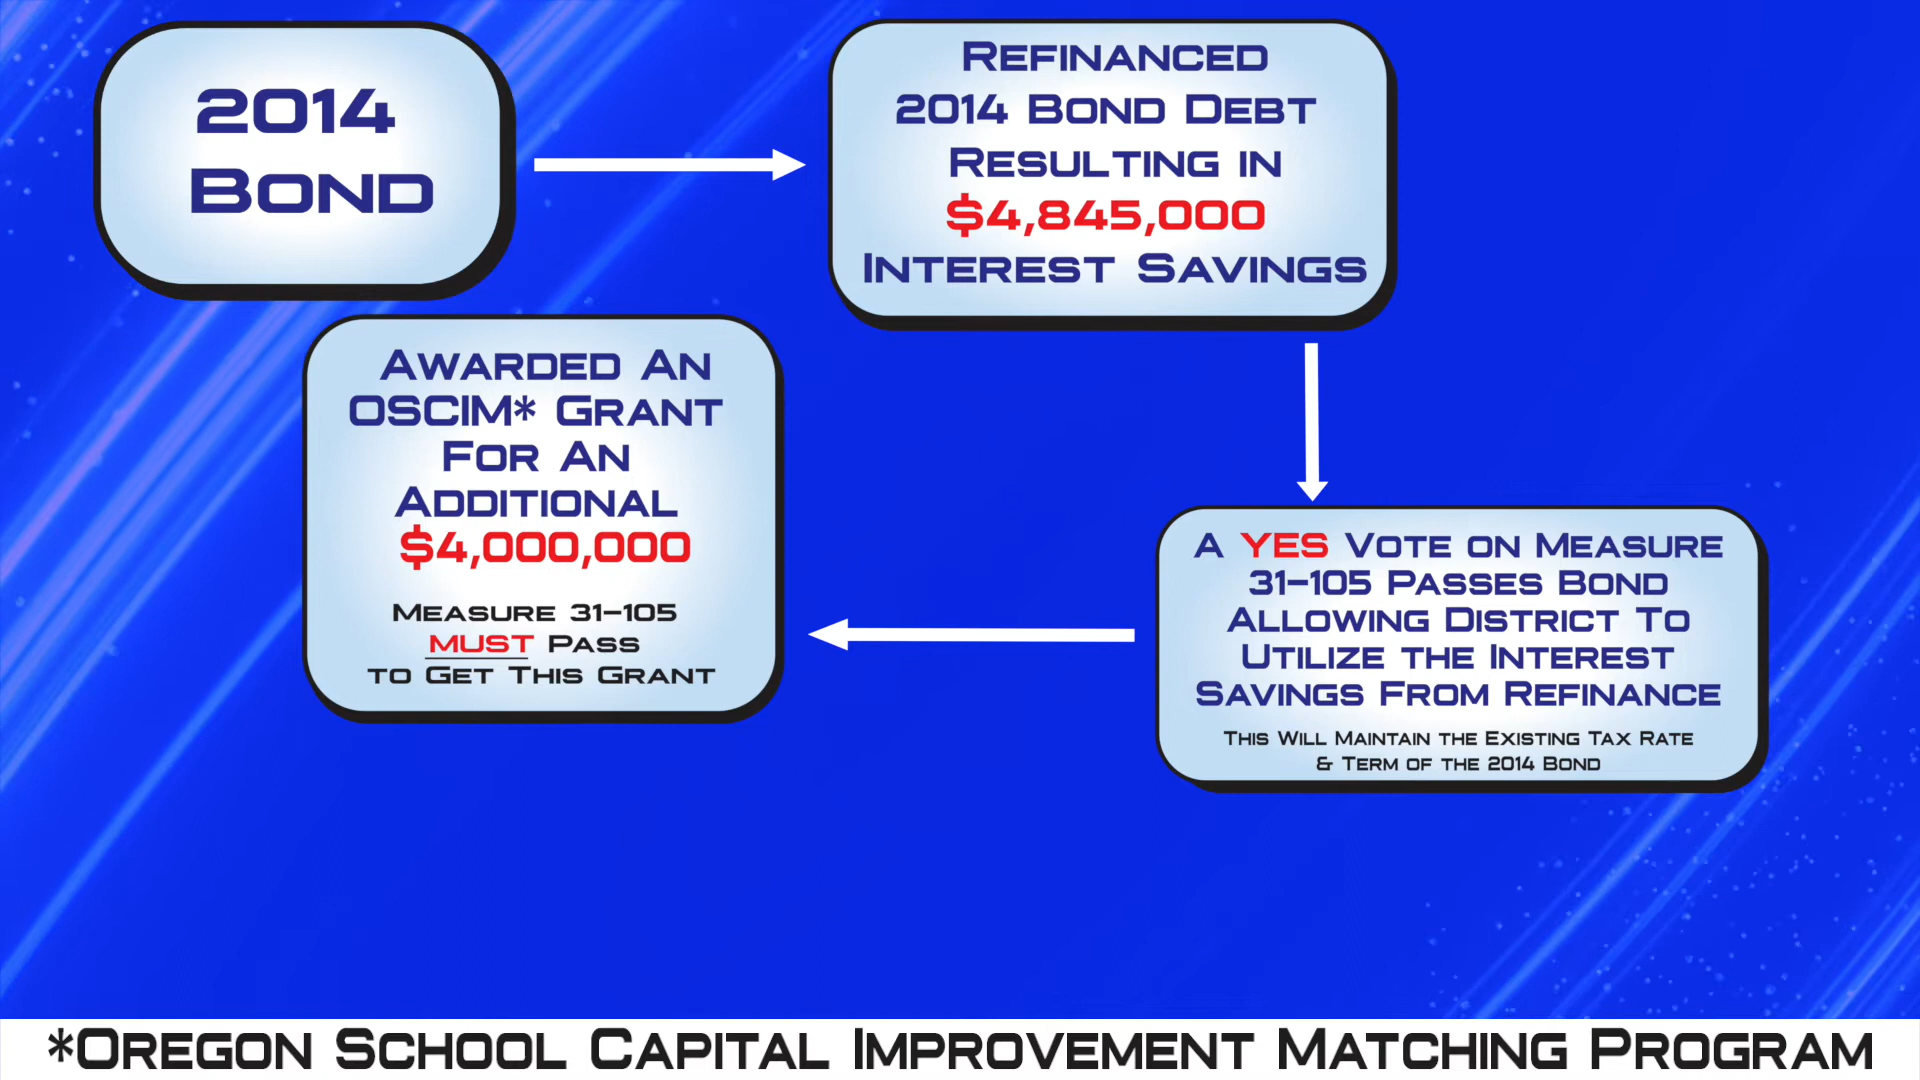 2014
Bond
Refinanced
2014 Bond Debt
Resulting in
$4,845,000
Interest Savings
A YES Vote on Measure
31-105 Passes Bond
Allowing District To
Utilize the Interest
Savings From Refinance
This Will Maintain the Existing Tax Rate
& Term of the 2014 Bond
Awarded An
OSCIM* Grant
For An
Additional
$4,000,000
Measure 31-105
MUST Pass
to Get This Grant
*Oregon School Capital Improvement Matching Program